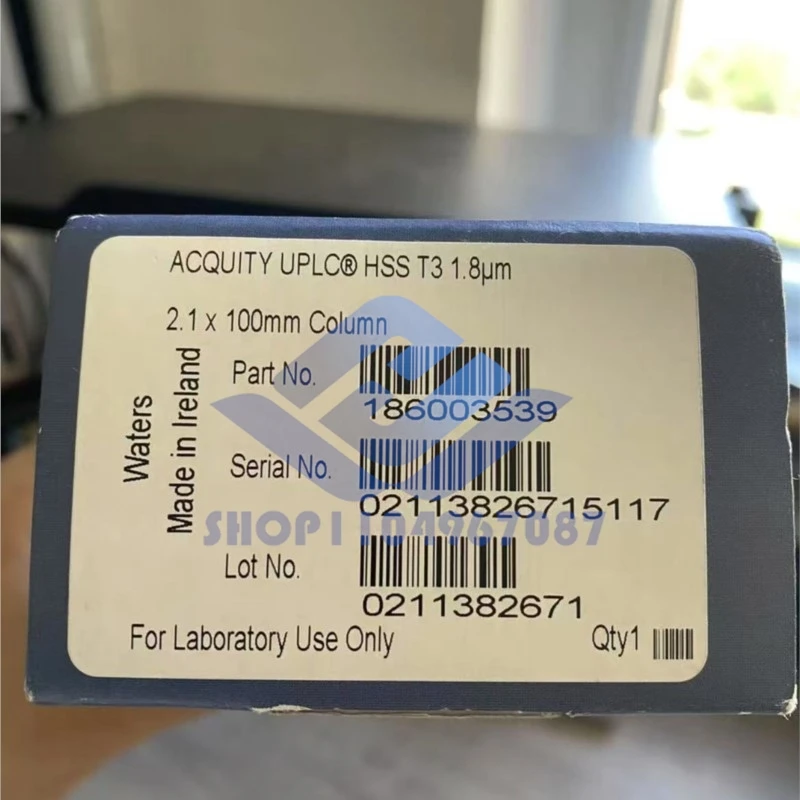 ACQUITY UPLC® HSS T3 1.8µm
2.1 x 100mm Column
Waters
Made in Ireland
Part No.
186003539
Serial No.
02113826715117
SHOP1104967087
Lot No.
0211382671
For Laboratory Use Only
Qty1